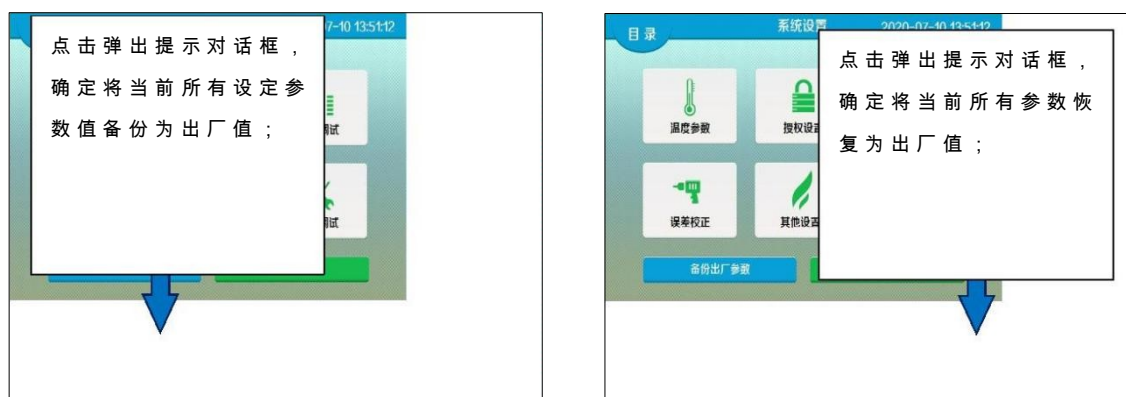 7-10 13:51:12
点击弹出提示对话框，
确定将当前所有设定参
数值备份为出厂值；
试
试
目录
系统设置
2020-07-10 13:51:12
点击弹出提示对话框，
确定将当前所有参数恢
复为出厂值；
温度参数
授权设
误差校正
其他设
备份出厂参数